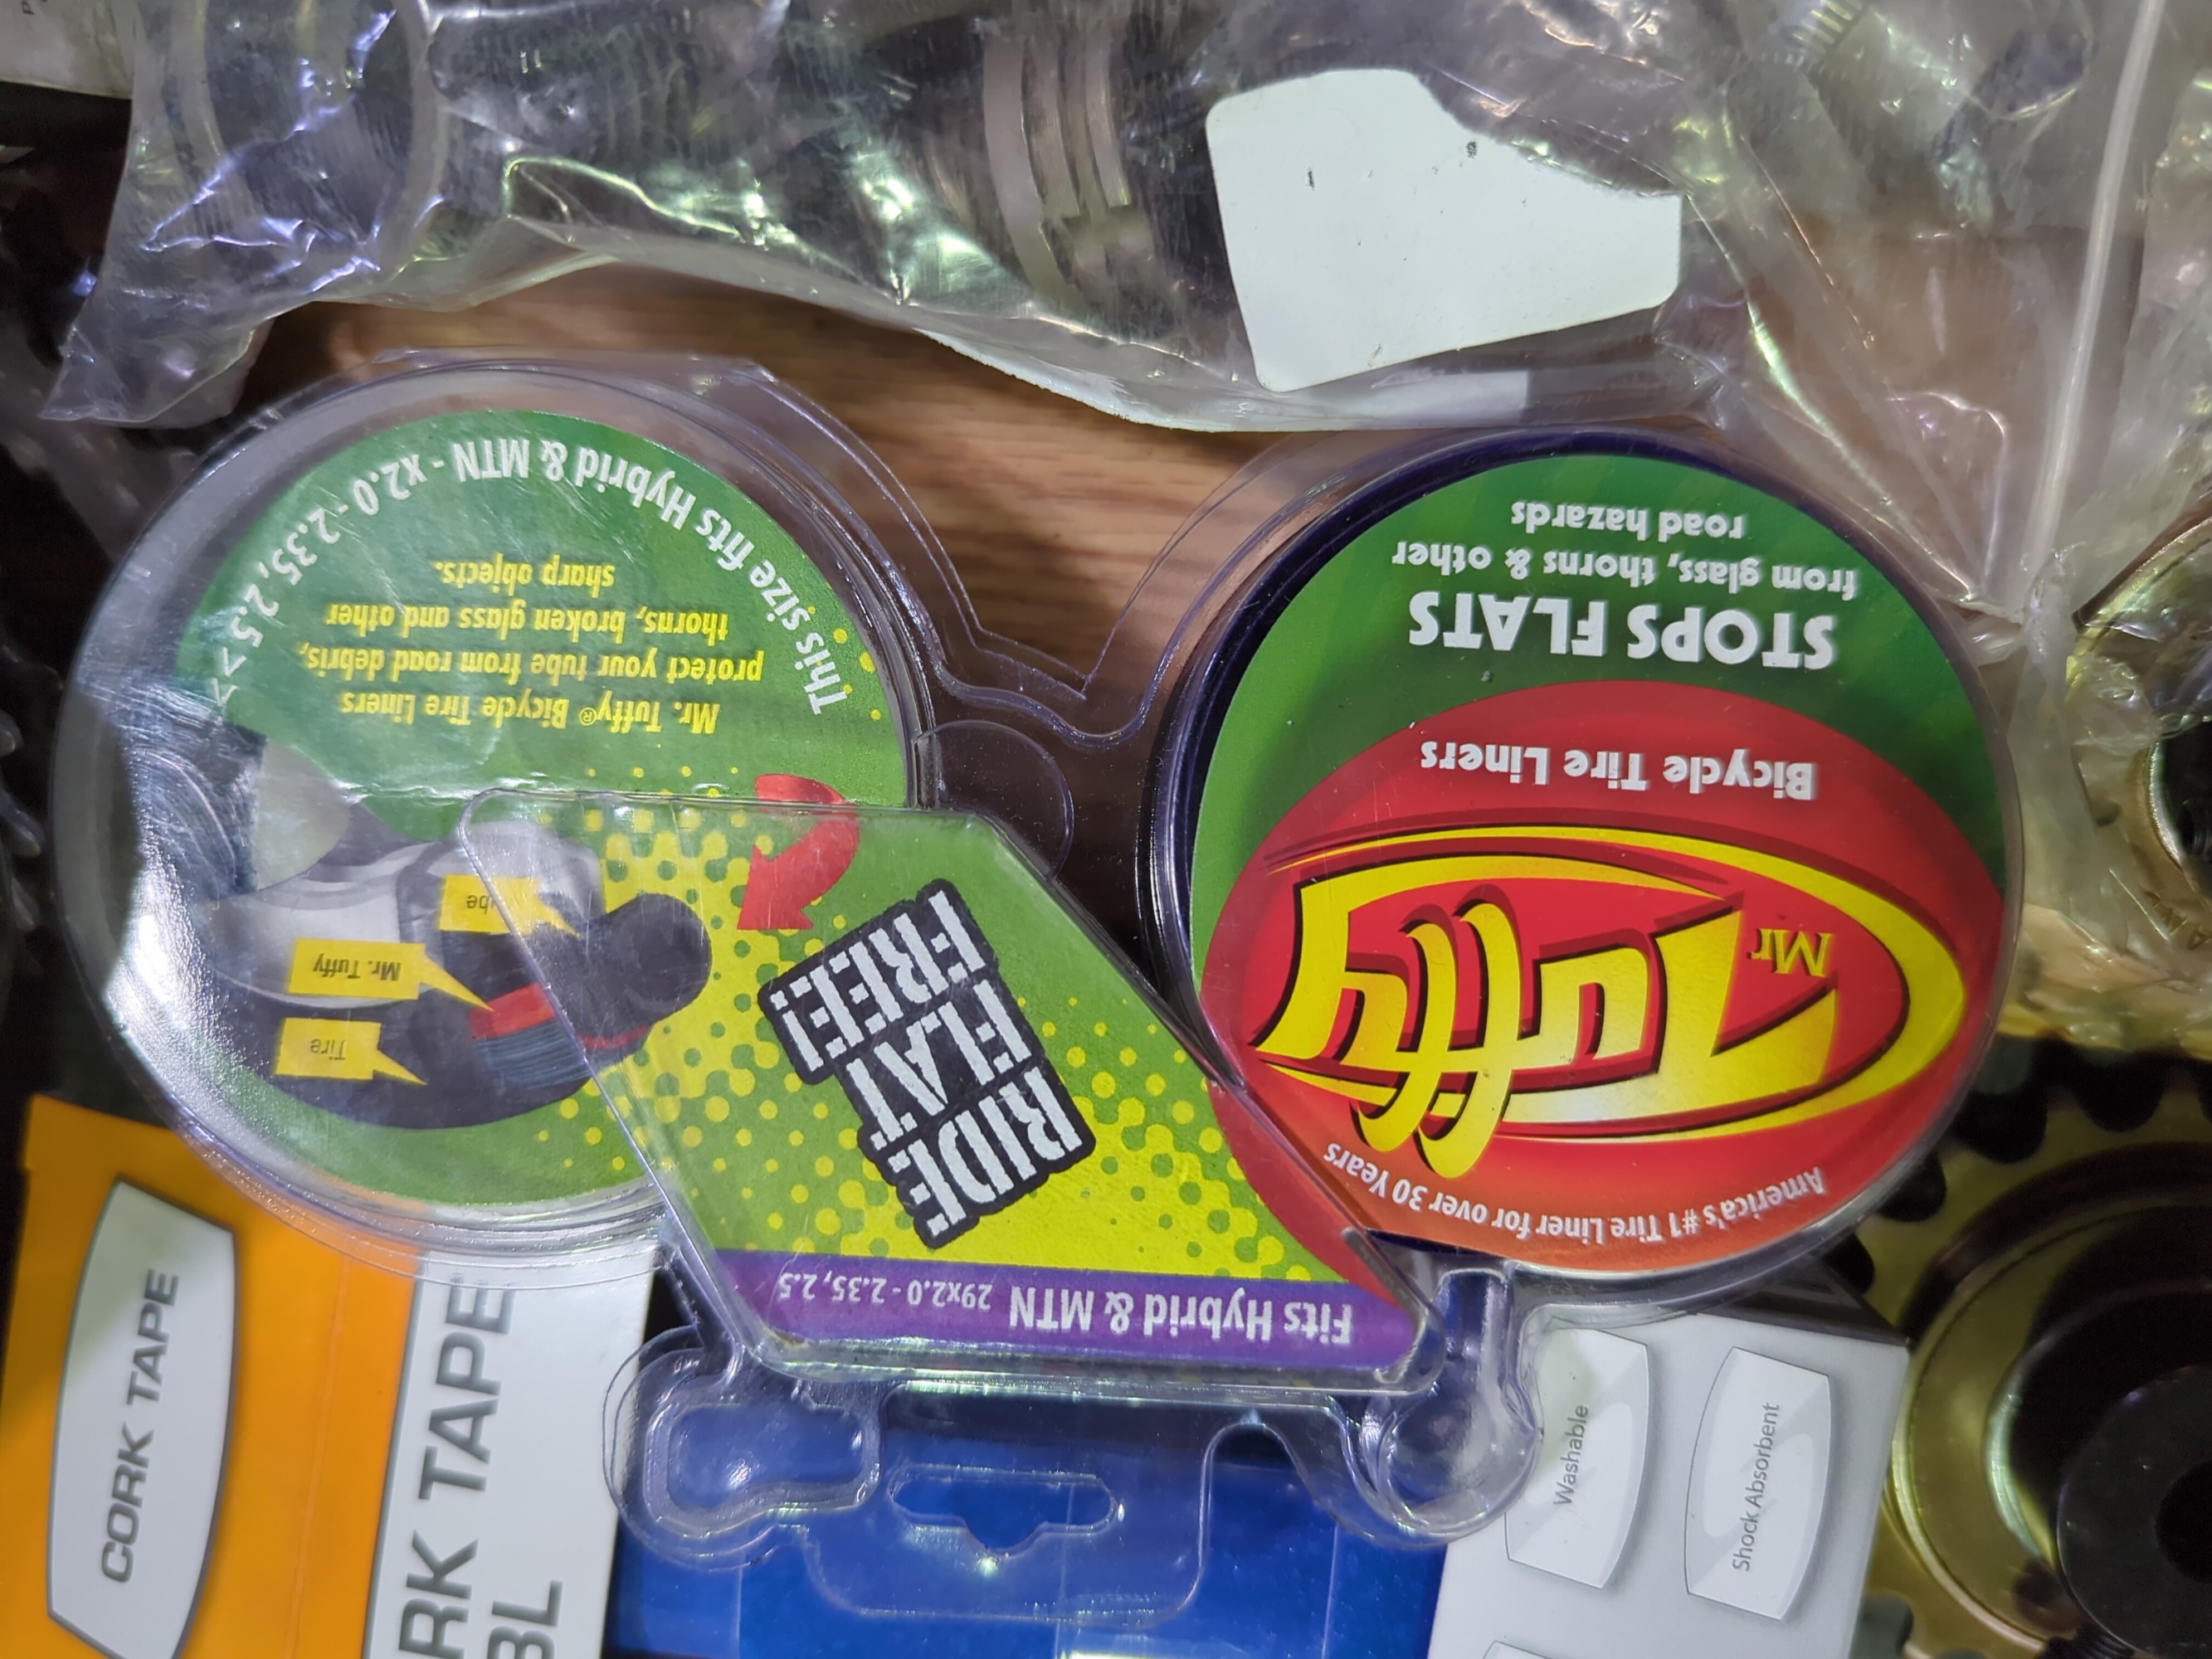 Fits Hybrid & MTN 29x2.0 - 2.35, 2.5
America's #1 Tire Liner for over 30 Years
Mr
Tuffy
Bicycle Tire Liners
STOPS FLATS
from glass, thorns & other
road hazards
RIDE
FLAT
FREE!
Tire
Mr. Tuffy
Mr. Tuffy® Bicycle Tire Liners
protect your tube from road debris,
thorns, broken glass and other
sharp objects.
This size fits Hybrid & MTN - x2.0 - 2.35, 2.5>>
CORK TAPE
RK TAPE
BL
Washable
Shock Absorbent